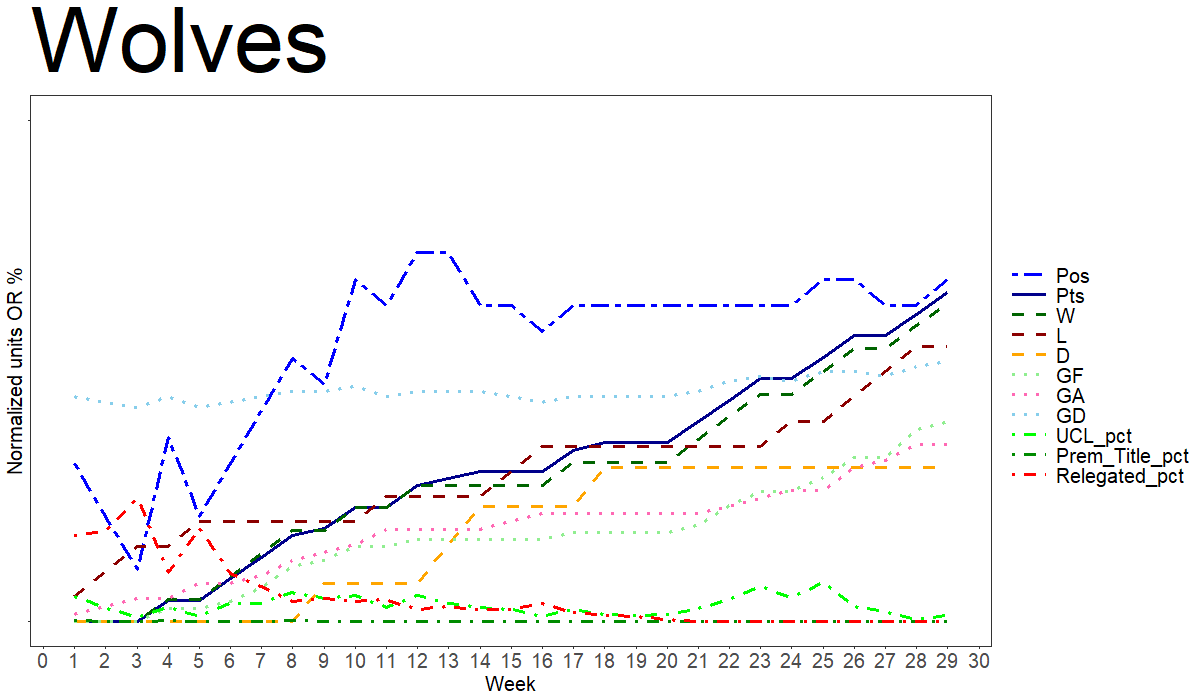 Wolves
Normalized units OR %
0 1 2 3 4 5 6 7 8 9 10 11 12 13 14 15 16 17 18 19 20 21 22 23 24 25 26 27 28 29 30
Week
Pos
Pts
W
L
D
GF
GA
GD
UCL_pct
Prem_Title_pct
Relegated_pct